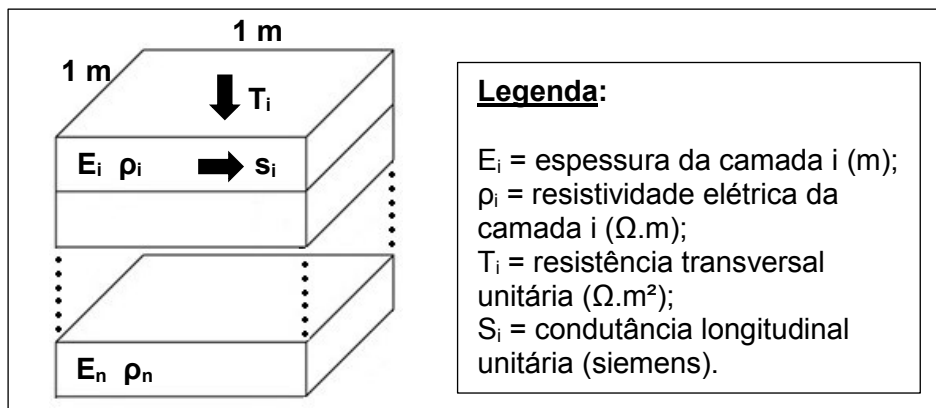 1 m
1 m
Tᵢ
Eᵢ ρᵢ
sᵢ
Eₙ ρₙ
Legenda:
Eᵢ = espessura da camada i (m);
ρᵢ = resistividade elétrica da
camada i (Ω.m);
Tᵢ = resistência transversal
unitária (Ω.m²);
Sᵢ = condutância longitudinal
unitária (siemens).